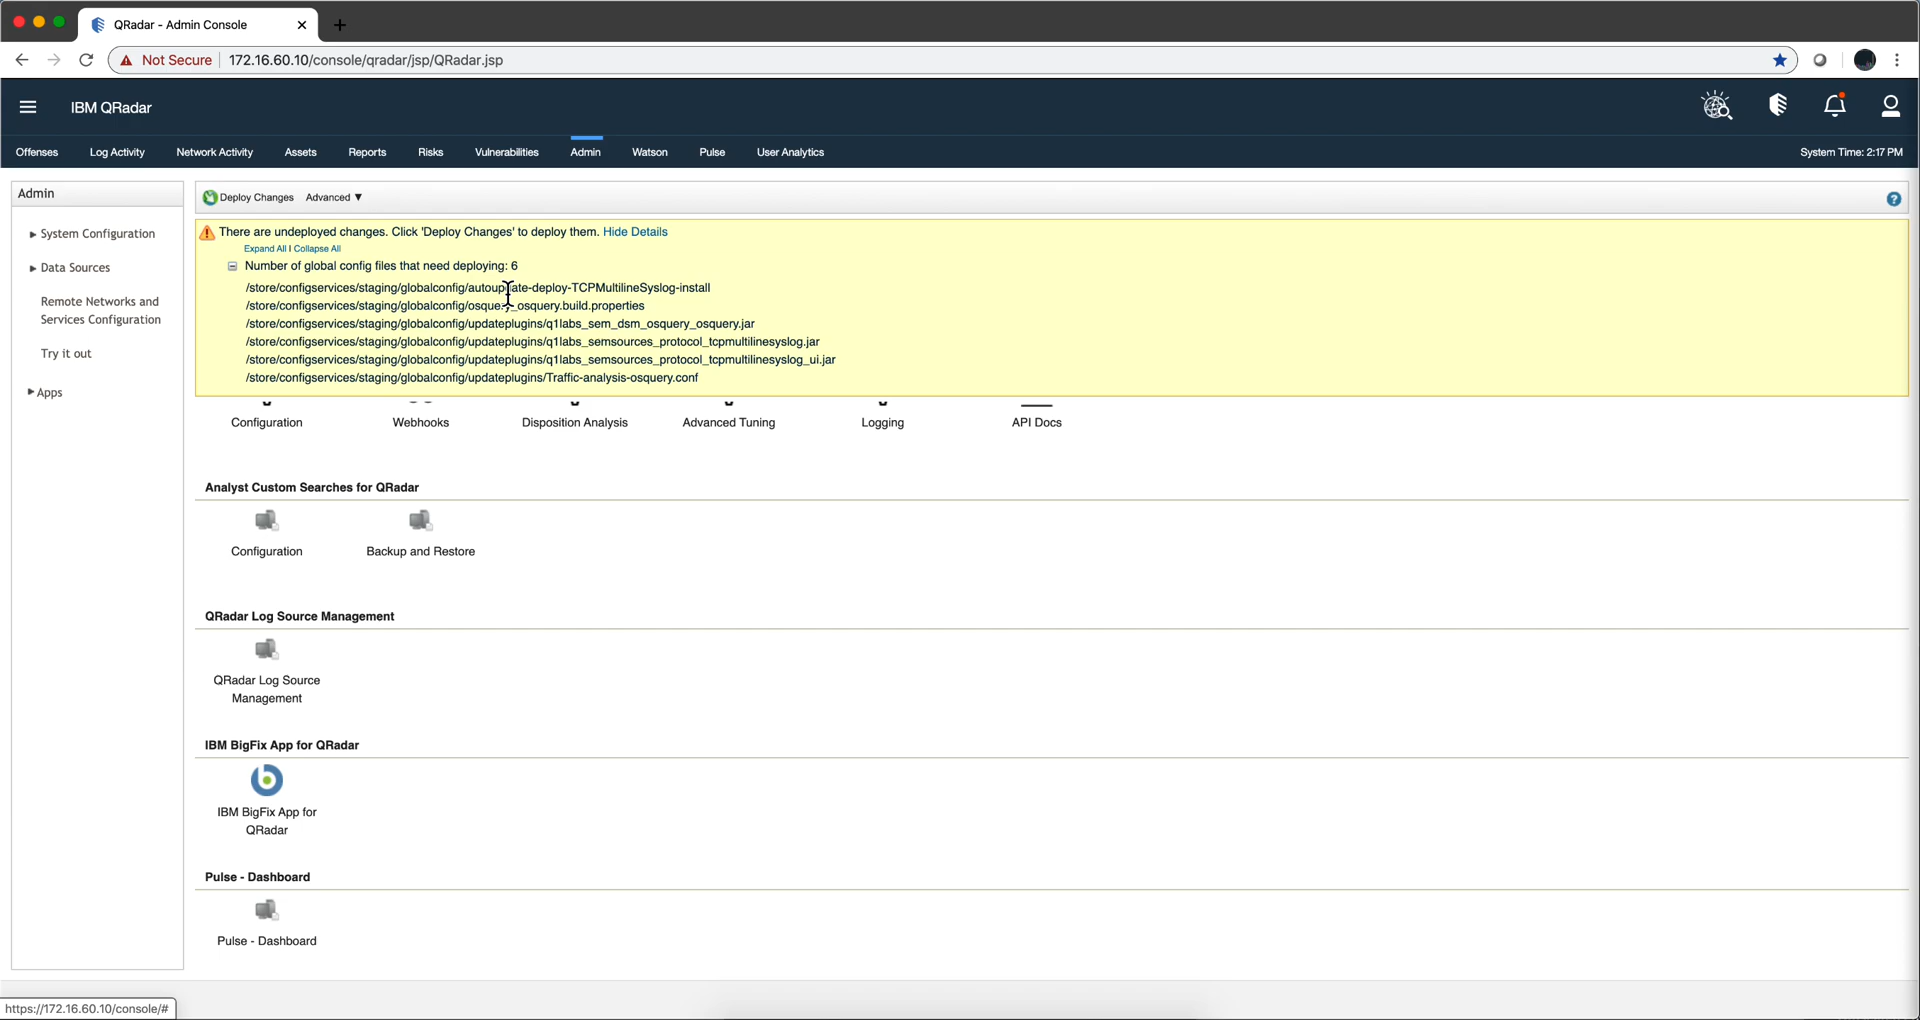 QRadar - Admin Console
Not Secure
172.16.60.10/console/qradar/jsp/QRadar.jsp
IBM QRadar
Offenses
Log Activity
Network Activity
Assets
Reports
Risks
Vulnerabilities
Admin
Watson
Pulse
User Analytics
System Time: 2:17 PM
Admin
System Configuration
Data Sources
Remote Networks and
Services Configuration
Try it out
Apps
Deploy Changes
Advanced
There are undeployed changes. Click 'Deploy Changes' to deploy them. Hide Details
Expand All | Collapse All
Number of global config files that need deploying: 6
/store/configservices/staging/globalconfig/autoupdate-deploy-TCPMultilineSyslog-install
/store/configservices/staging/globalconfig/osquery_osquery.build.properties
/store/configservices/staging/globalconfig/updateplugins/q1labs_sem_dsm_osquery_osquery.jar
/store/configservices/staging/globalconfig/updateplugins/q1labs_semsources_protocol_tcpmultilinesyslog.jar
/store/configservices/staging/globalconfig/updateplugins/q1labs_semsources_protocol_tcpmultilinesyslog_ui.jar
/store/configservices/staging/globalconfig/updateplugins/Traffic-analysis-osquery.conf
Configuration
Webhooks
Disposition Analysis
Advanced Tuning
Logging
API Docs
Analyst Custom Searches for QRadar
Configuration
Backup and Restore
QRadar Log Source Management
QRadar Log Source
Management
IBM BigFix App for QRadar
IBM BigFix App for
QRadar
Pulse - Dashboard
Pulse - Dashboard
https://172.16.60.10/console/#